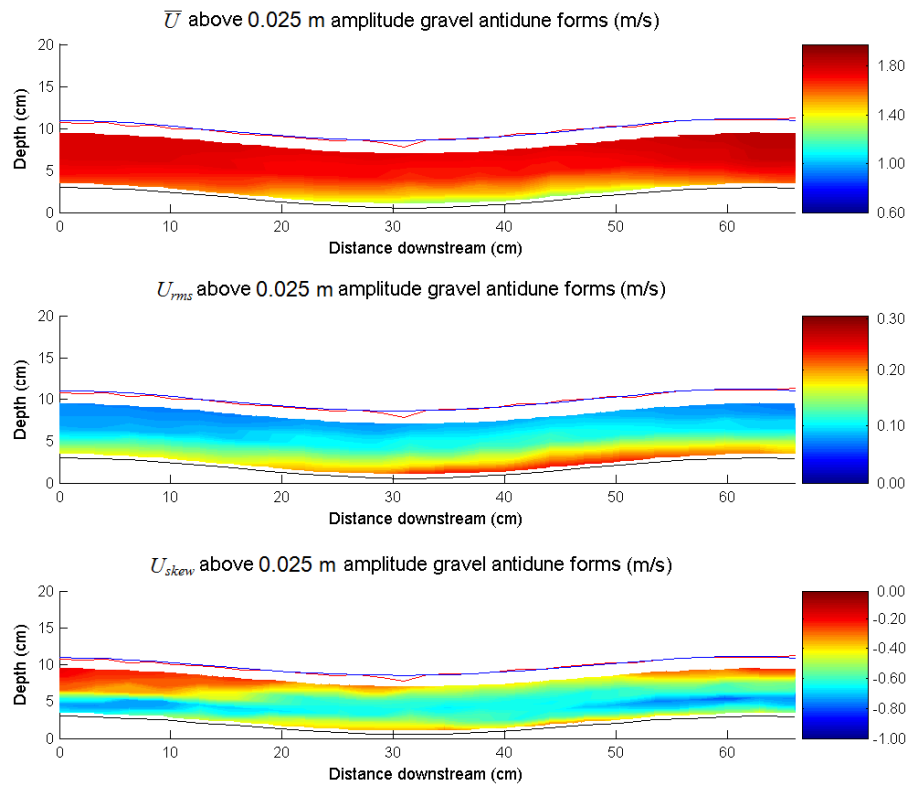 U̅ above 0.025 m amplitude gravel antidune forms (m/s)
20
15
10
5
0
Depth (cm)
0 10 20 30 40 50 60
Distance downstream (cm)
1.80
1.40
1.00
0.60
U_rms above 0.025 m amplitude gravel antidune forms (m/s)
20
15
10
5
0
Depth (cm)
0 10 20 30 40 50 60
Distance downstream (cm)
0.30
0.20
0.10
0.00
U_skew above 0.025 m amplitude gravel antidune forms (m/s)
20
15
10
5
0
Depth (cm)
0 10 20 30 40 50 60
Distance downstream (cm)
0.00
-0.20
-0.40
-0.60
-0.80
-1.00